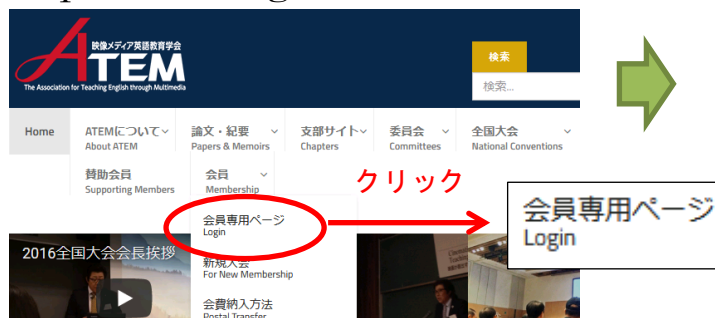 映像メディア英語教育学会
ATEM
The Association for Teaching English through Multimedia
検索
検索...
Home
ATEMについて
About ATEM
論文・紀要
Papers & Memoirs
支部サイト
Chapters
委員会
Committees
全国大会
National Conventions
賛助会員
Supporting Members
会員
Membership
クリック
会員専用ページ
Login
会員専用ページ
Login
2016全国大会会長挨拶
新規入会
For New Membership
会費納入方法
Postal Transfer